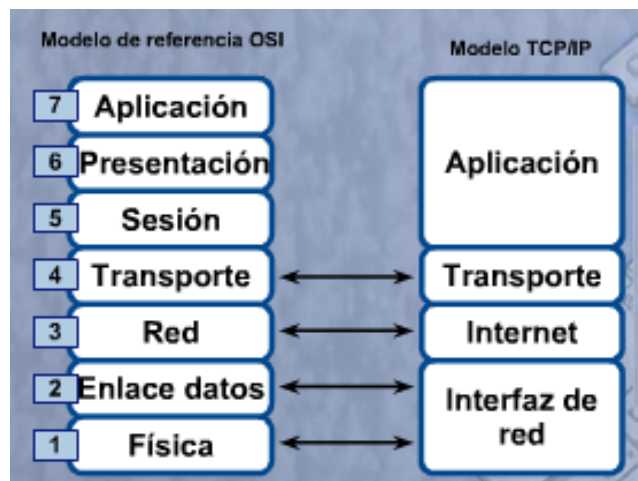 Modelo de referencia OSI
7 Aplicación
6 Presentación
5 Sesión
4 Transporte
3 Red
2 Enlace datos
1 Física
Modelo TCP/IP
Aplicación
Transporte
Internet
Interfaz de
red